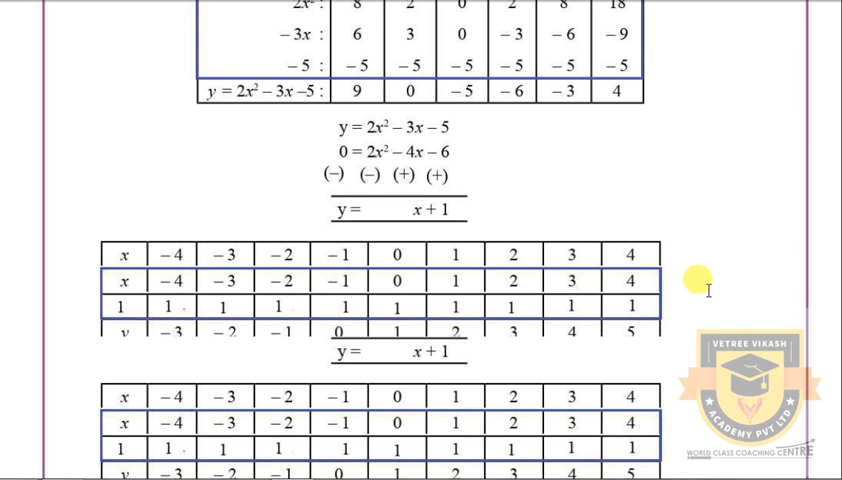 2x² : 8 2 0 2 8 18
– 3x : 6 3 0 – 3 – 6 – 9
– 5 : – 5 – 5 – 5 – 5 – 5 – 5
y = 2x² – 3x –5 : 9 0 – 5 – 6 – 3 4
y = 2x² – 3x – 5
0 = 2x² – 4x – 6
(–) (–) (+) (+)
y = x + 1
x – 4 – 3 – 2 – 1 0 1 2 3 4
x – 4 – 3 – 2 – 1 0 1 2 3 4
1 1 1 1 1 1 1 1 1 1
y – 3 – 2 – 1 0 1 2 3 4 5
y = x + 1
x – 4 – 3 – 2 – 1 0 1 2 3 4
x – 4 – 3 – 2 – 1 0 1 2 3 4
1 1 1 1 1 1 1 1 1 1
y – 3 – 2 – 1 0 1 2 3 4 5
VETREE VIKASH
ACADEMY PVT LTD
WORLD CLASS COACHING CENTRE